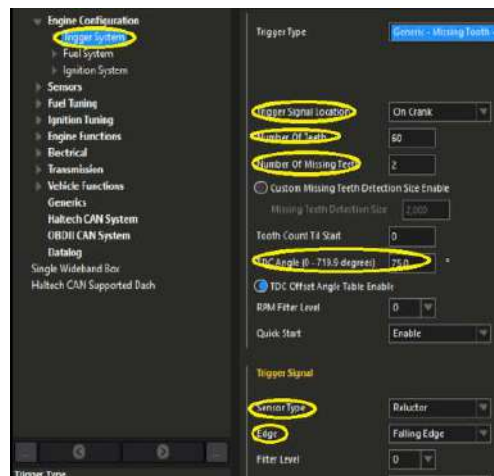 Engine Configuration
Trigger System
Fuel System
Ignition System
Sensors
Fuel Tuning
Ignition Tuning
Engine Functions
Electrical
Transmission
Vehicle Functions
Generics
Haltech CAN System
OBDII CAN System
Datalog
Single Wideband Box
Haltech CAN Supported Dash
Trigger Type
Trigger Type Generic - Missing Tooth -
Trigger Signal Location On Crank
Number Of Teeth 60
Number Of Missing Teeth 2
Custom Missing Teeth Detection Size Enable
Missing Teeth Detection Size 2,000
Tooth Count Til Start 0
TDC Angle (0 - 719.9 degrees) 75.0 °
TDC Offset Angle Table Enable
RPM Filter Level 0
Quick Start Enable
Trigger Signal
Sensor Type Reluctor
Edge Falling Edge
Filter Level 0